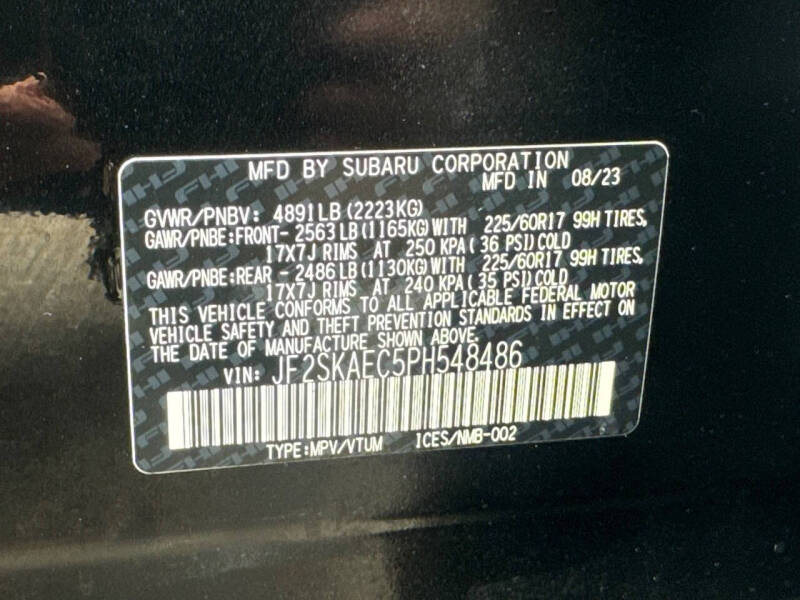 MFD BY SUBARU CORPORATION
MFD IN 08/23
GVWR/PNBV: 4891LB(2223KG)
GAWR/PNBE:FRONT- 2563LB(1165KG)WITH 225/60R17 99H TIRES,
17X7J RIMS AT 250 KPA(36 PSI)COLD
GAWR/PNBE:REAR - 2486LB(1130KG)WITH 225/60R17 99H TIRES,
17X7J RIMS AT 240 KPA(35 PSI)COLD
THIS VEHICLE CONFORMS TO ALL APPLICABLE FEDERAL MOTOR
VEHICLE SAFETY AND THEFT PREVENTION STANDARDS IN EFFECT ON
THE DATE OF MANUFACTURE SHOWN ABOVE.
VIN: JF2SKAEC5PH548486
TYPE:MPV/VTUM ICES/NMB-002